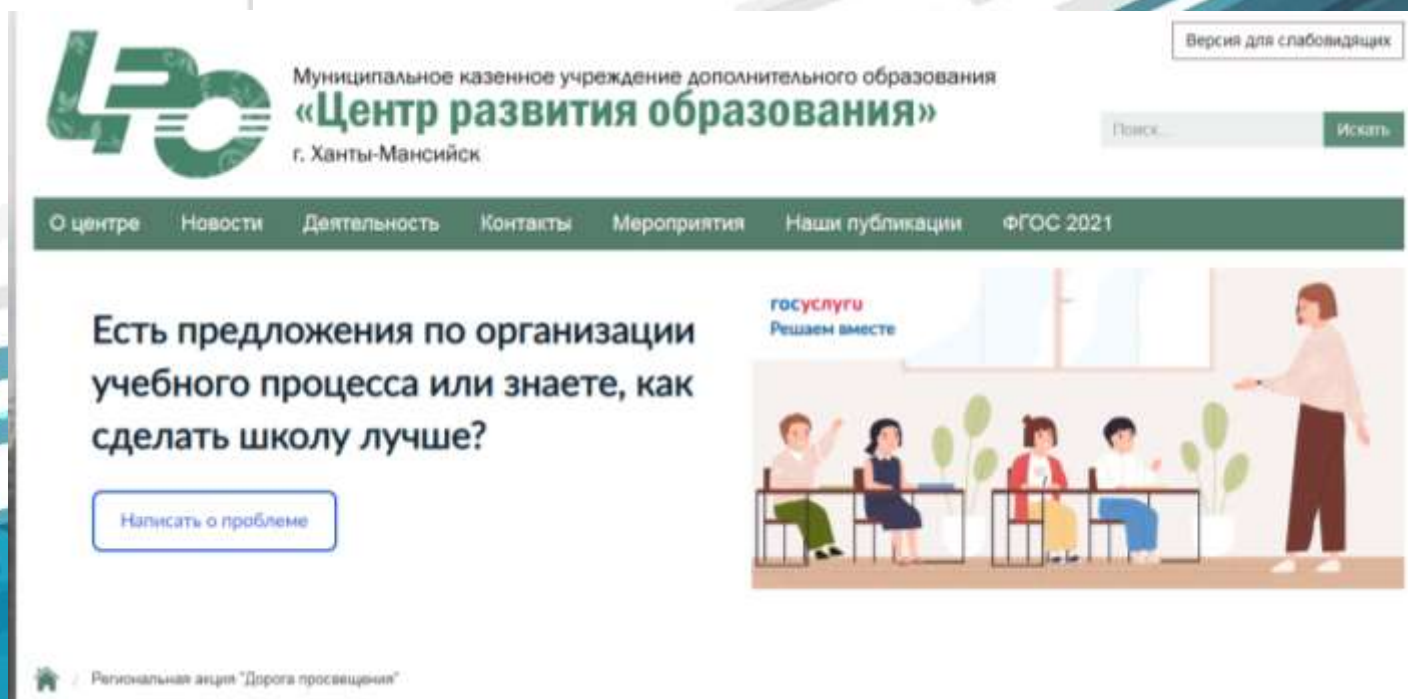 Версия для слабовидящих
ЦРО
Муниципальное казенное учреждение дополнительного образования
«Центр развития образования»
г. Ханты-Мансийск
Поиск... Искать
О центре Новости Деятельность Контакты Мероприятия Наши публикации ФГОС 2021
Есть предложения по организации
учебного процесса или знаете, как
сделать школу лучше?
Написать о проблеме
госуслуги
Решаем вместе
/ Региональная акция "Дорога просвещения"